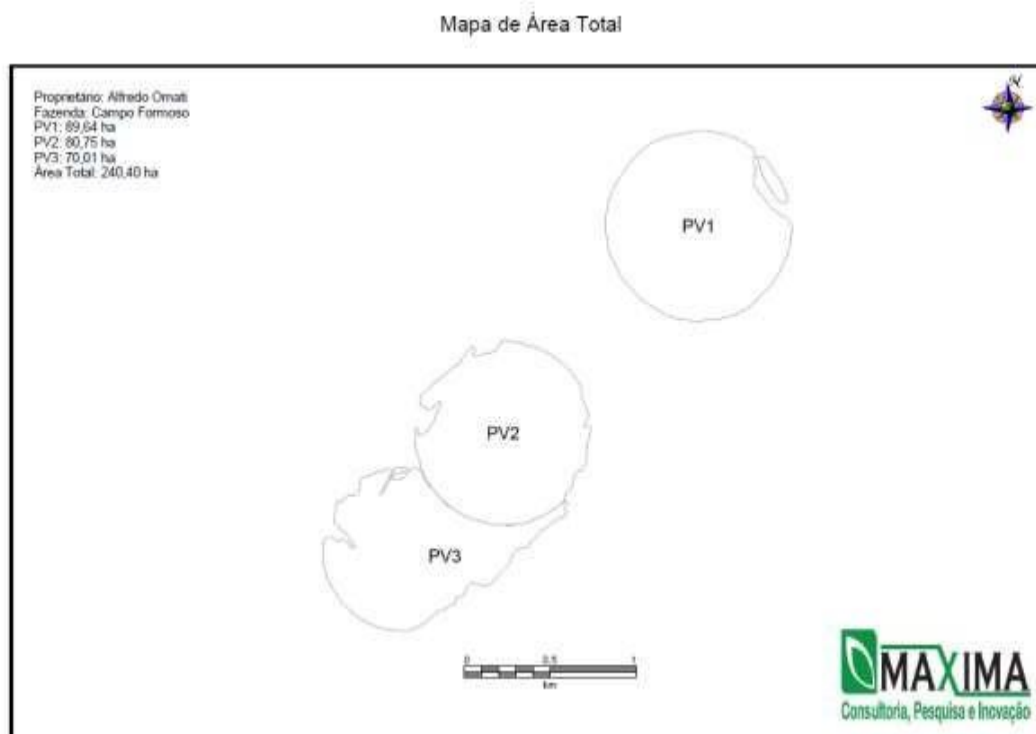 Mapa de Área Total
Proprietário: Alfredo Ornati
Fazenda: Campo Formoso
PV1: 89,64 ha
PV2: 80,75 ha
PV3: 70,01 ha
Área Total: 240,40 ha
N
PV1
PV2
PV3
0 0,5 1
km
MAXIMA
Consultoria, Pesquisa e Inovação